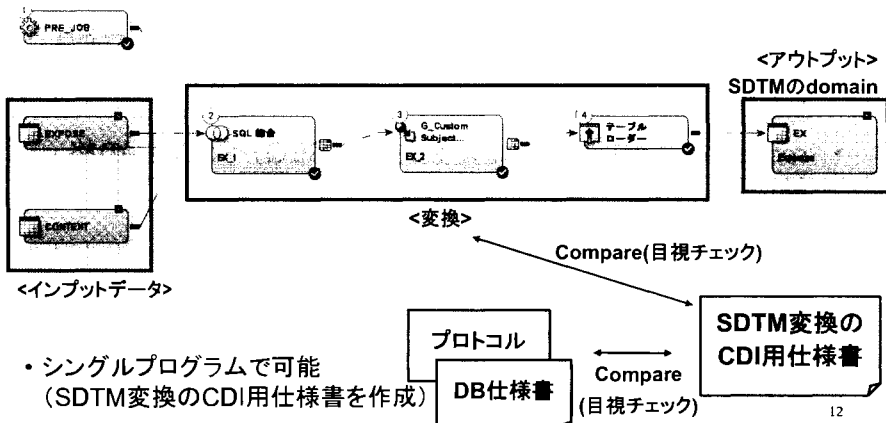 1
PRE_JOB
<アウトプット>
SDTMのdomain
EXPOSE
2
SQL 結合
EX_1
3
G_Custom
Subject...
EX_2
4
テーブル
ローダー
EX
CONTENT
<変換>
<インプットデータ>
Compare(目視チェック)
プロトコル
DB仕様書
Compare
(目視チェック)
SDTM変換の
CDI用仕様書
・シングルプログラムで可能
（SDTM変換のCDI用仕様書を作成）
12